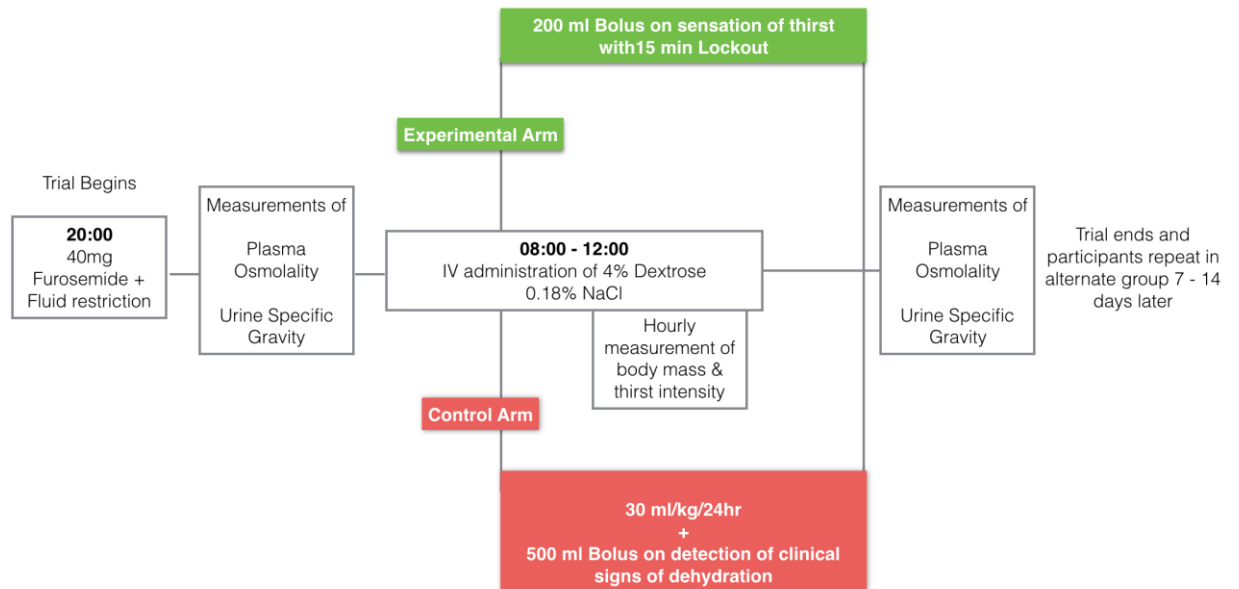 200 ml Bolus on sensation of thirst
with15 min Lockout
Experimental Arm
Trial Begins
20:00
40mg
Furosemide +
Fluid restriction
Measurements of
Plasma
Osmolality
Urine Specific
Gravity
08:00 - 12:00
IV administration of 4% Dextrose
0.18% NaCl
Hourly
measurement of
body mass &
thirst intensity
Control Arm
30 ml/kg/24hr
+
500 ml Bolus on detection of clinical
signs of dehydration
Measurements of
Plasma
Osmolality
Urine Specific
Gravity
Trial ends and
participants repeat in
alternate group 7 - 14
days later